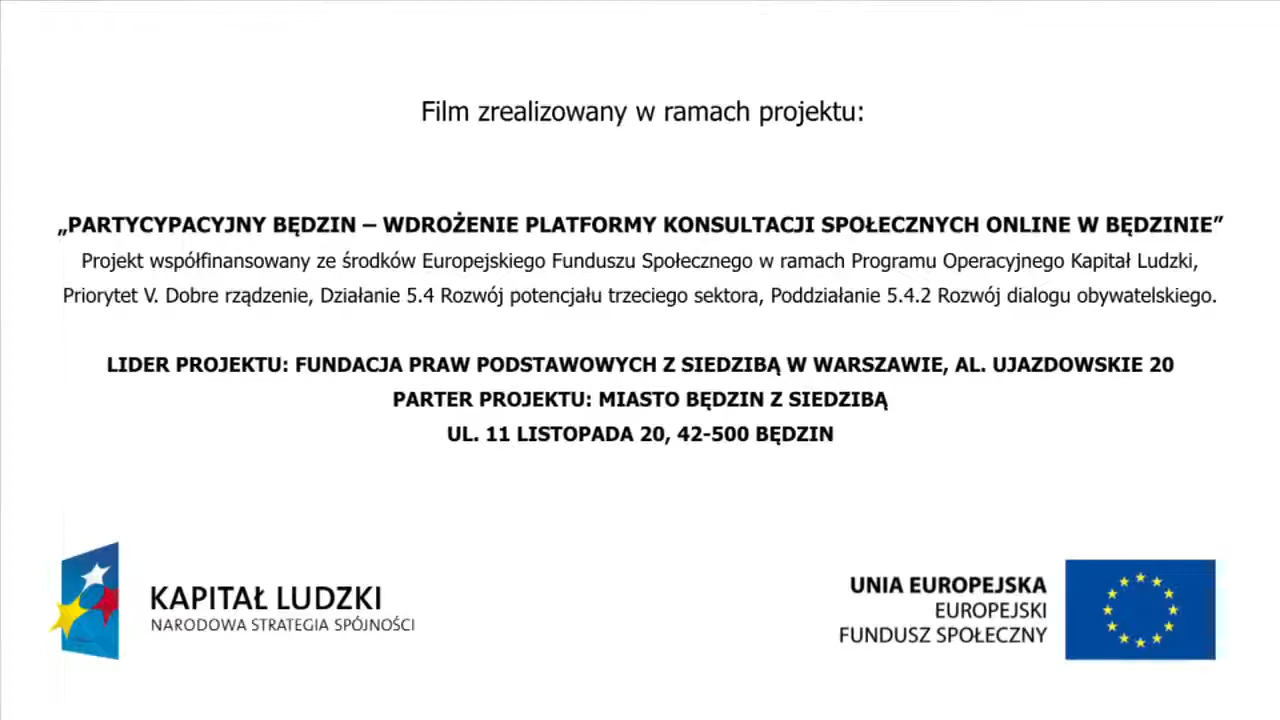 Film zrealizowany w ramach projektu:
„PARTYCYPACYJNY BĘDZIN – WDROŻENIE PLATFORMY KONSULTACJI SPOŁECZNYCH ONLINE W BĘDZINIE”
Projekt współfinansowany ze środków Europejskiego Funduszu Społecznego w ramach Programu Operacyjnego Kapitał Ludzki,
Priorytet V. Dobre rządzenie, Działanie 5.4 Rozwój potencjału trzeciego sektora, Poddziałanie 5.4.2 Rozwój dialogu obywatelskiego.
LIDER PROJEKTU: FUNDACJA PRAW PODSTAWOWYCH Z SIEDZIBĄ W WARSZAWIE, AL. UJAZDOWSKIE 20
PARTER PROJEKTU: MIASTO BĘDZIN Z SIEDZIBĄ
UL. 11 LISTOPADA 20, 42-500 BĘDZIN
KAPITAŁ LUDZKI
NARODOWA STRATEGIA SPÓJNOŚCI
UNIA EUROPEJSKA
EUROPEJSKI
FUNDUSZ SPOŁECZNY